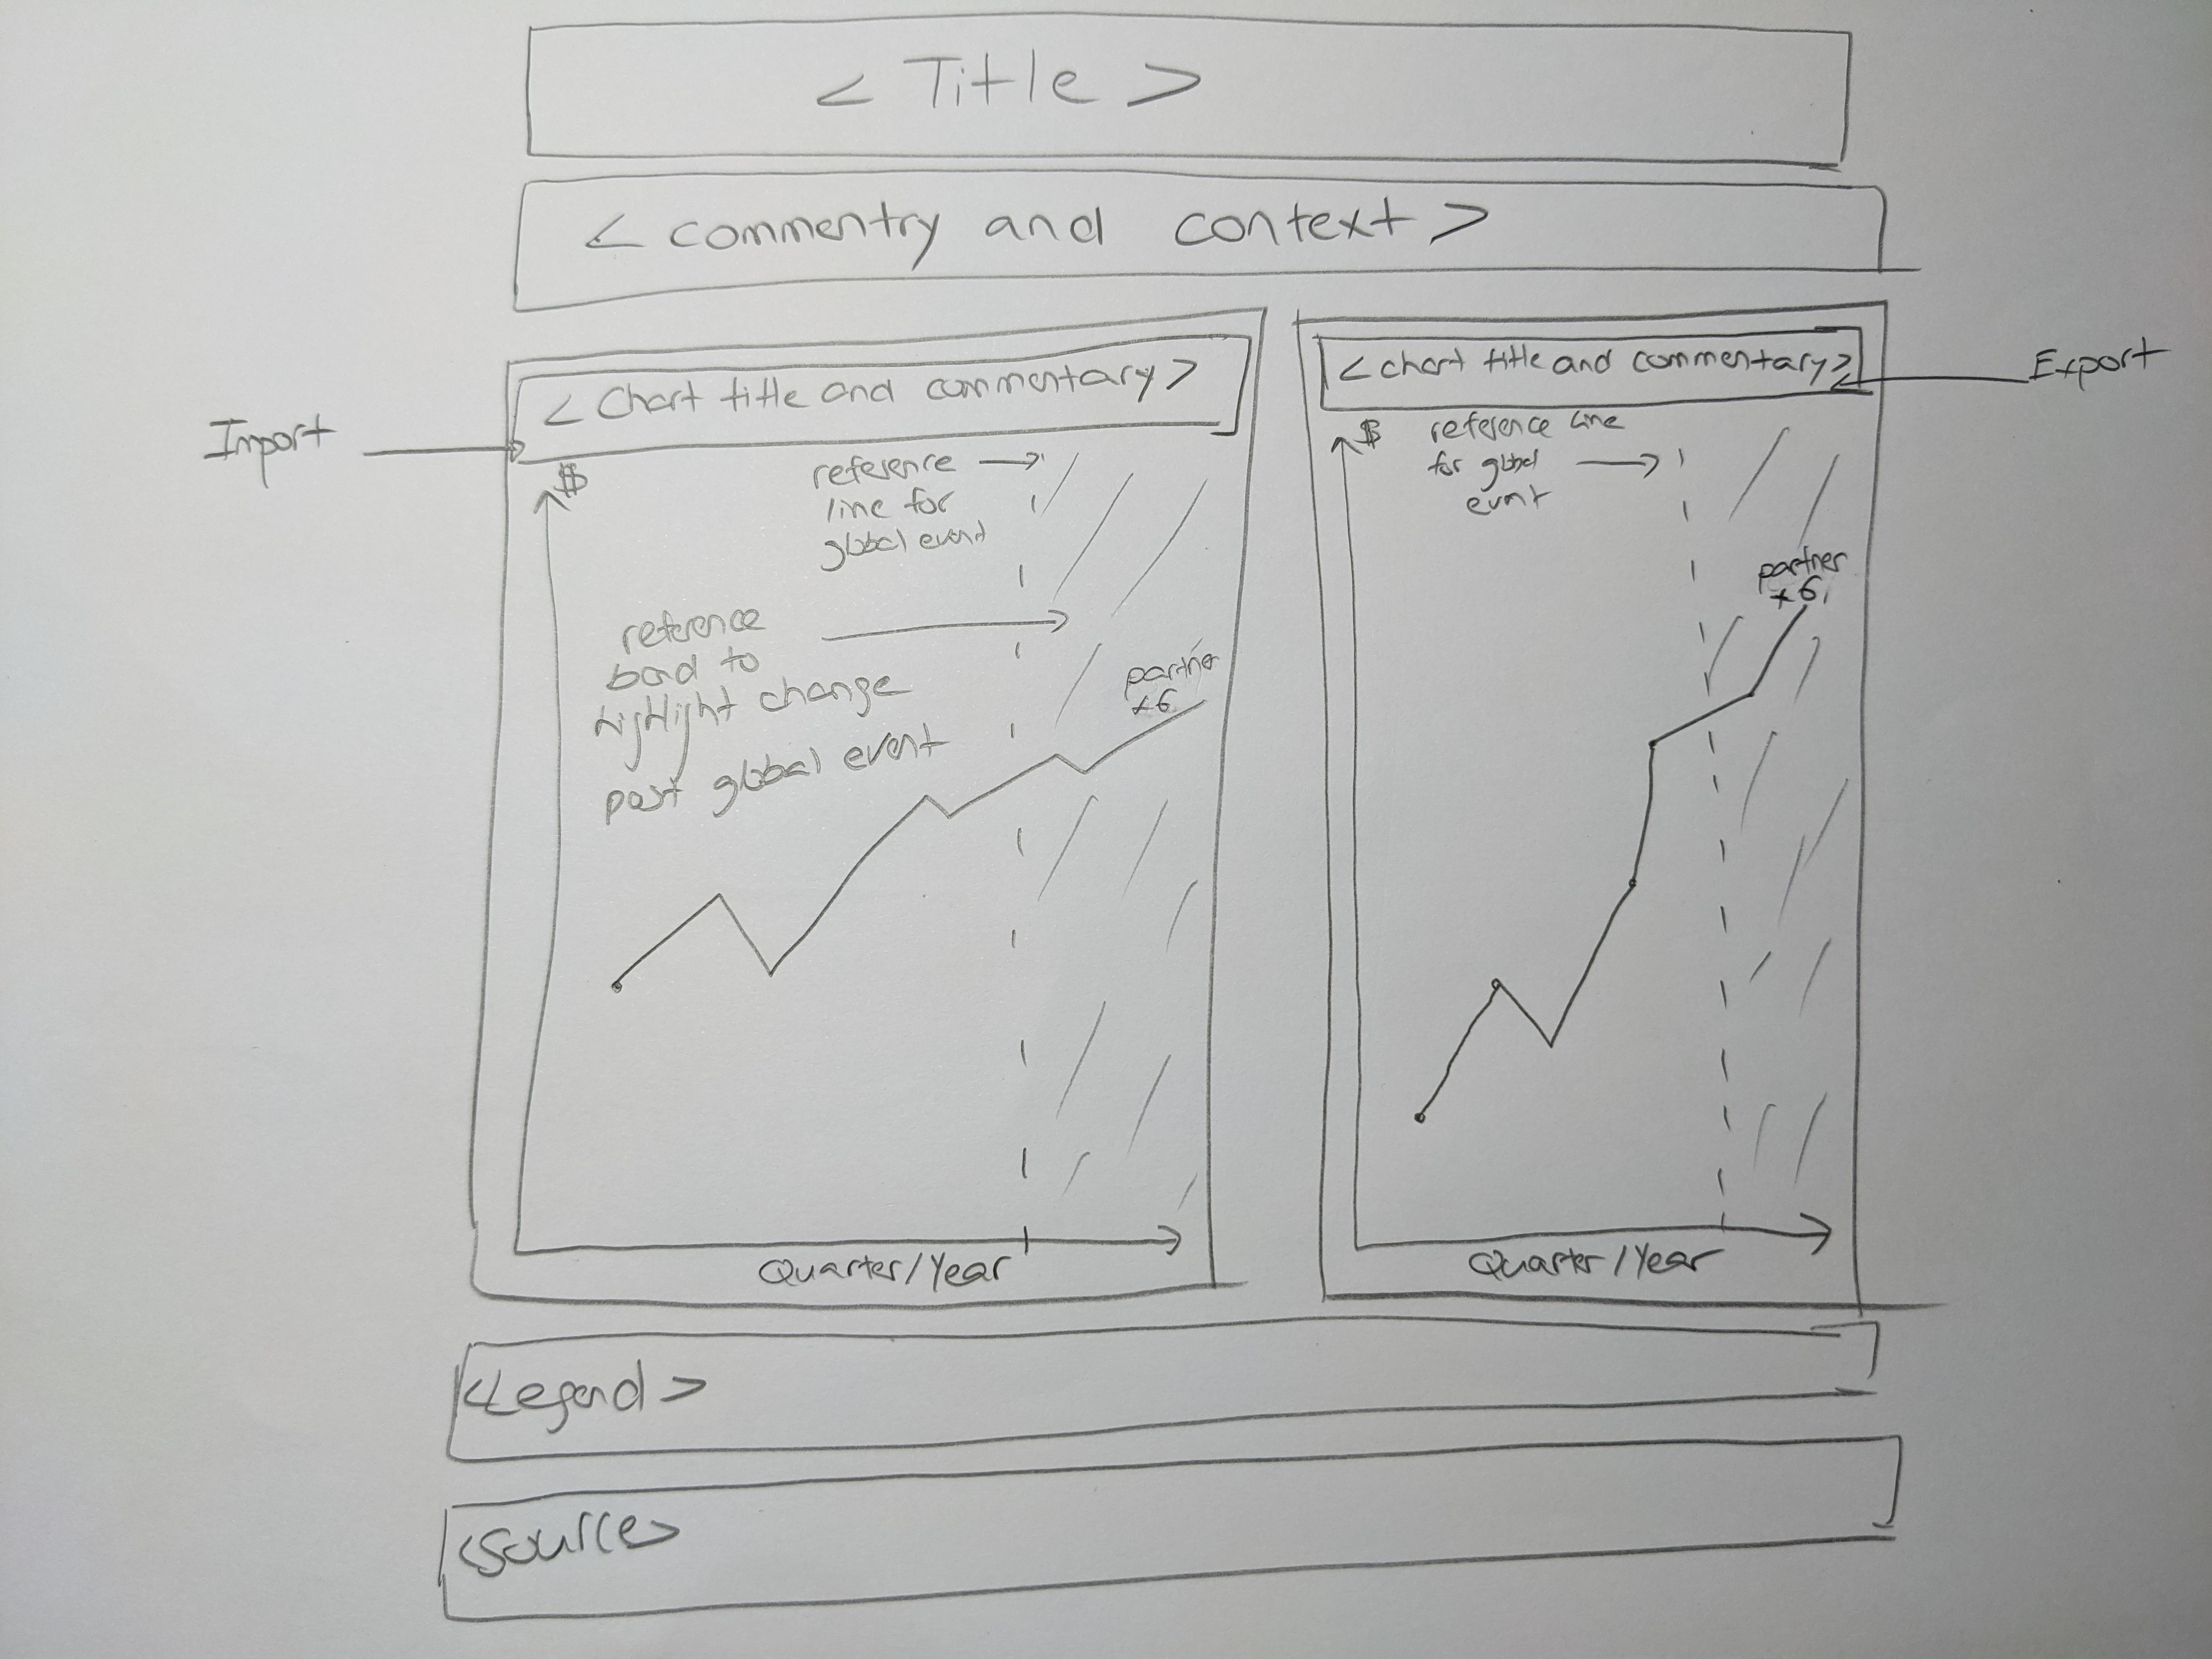 < Title >
< commentry and context >
Import
< Chart title and commentary >
$
reference
line for
global event
reference
band to
highlight change
post global event
partner
x6
Quarter/Year
<chart title and commentary>
Export
$
reference line
for global
event
partner
x6
Quarter/Year
<Legend>
<source>